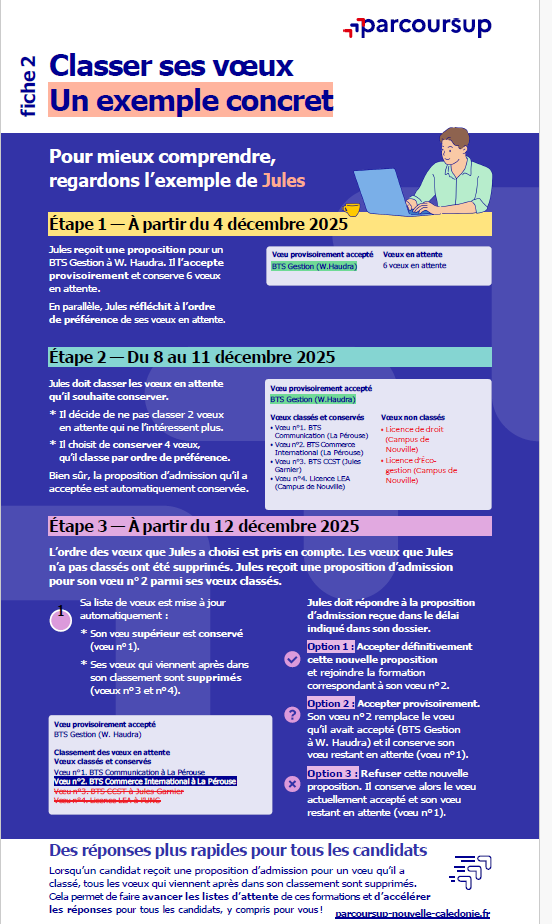 parcoursup
fiche 2
Classer ses vœux
Un exemple concret
Pour mieux comprendre,
regardons l'exemple de Jules
Étape 1 — À partir du 4 décembre 2025
Jules reçoit une proposition pour un
BTS Gestion à W. Haudra. Il l'accepte
provisoirement et conserve 6 vœux
en attente.
En parallèle, Jules réfléchit à l'ordre
de préférence de ses vœux en attente.
Vœu provisoirement accepté
BTS Gestion (W.Haudra)
Vœux en attente
6 vœux en attente
Étape 2 — Du 8 au 11 décembre 2025
Jules doit classer les vœux en attente
qu'il souhaite conserver.
* Il décide de ne pas classer 2 vœux
en attente qui ne l'intéressent plus.
* Il choisit de conserver 4 vœux,
qu'il classe par ordre de préférence.
Bien sûr, la proposition d'admission qu'il a
acceptée est automatiquement conservée.
Vœu provisoirement accepté
BTS Gestion (W.Haudra)
Vœux classés et conservés
• Vœu n°1. BTS
Communication (La Pérouse)
• Vœu n°2. BTS Commerce
International (La Pérouse)
• Vœu n°3. BTS CCST (Jules
Garnier)
• Vœu n°4. Licence LEA
(Campus de Nouville)
Vœux non classés
• Licence de droit
(Campus de
Nouville)
• Licence d'Éco-
gestion (Campus de
Nouville)
Étape 3 — À partir du 12 décembre 2025
L'ordre des vœux que Jules a choisi est pris en compte. Les vœux que Jules
n'a pas classés ont été supprimés. Jules reçoit une proposition d'admission
pour son vœu n°2 parmi ses vœux classés.
1
Sa liste de vœux est mise à jour
automatiquement :
* Son vœu supérieur est conservé
(vœu n°1).
* Ses vœux qui viennent après dans
son classement sont supprimés
(vœux n°3 et n°4).
Vœu provisoirement accepté
BTS Gestion (W. Haudra)
Classement des vœux en attente
Vœux classés et conservés
Vœu n°1. BTS Communication à La Pérouse
Vœu n°2. BTS Commerce International à La Pérouse
Vœu n°3. BTS CCST à Jules Garnier
Vœu n°4. Licence LEA à l'UNC
Jules doit répondre à la proposition
d'admission reçue dans le délai
indiqué dans son dossier.
Option 1 : Accepter définitivement
cette nouvelle proposition
et rejoindre la formation
correspondant à son vœu n°2.
?
Option 2 : Accepter provisoirement.
Son vœu n°2 remplace le vœu
qu'il avait accepté (BTS Gestion
à W. Haudra) et il conserve son
vœu restant en attente (vœu n°1).
Option 3 : Refuser cette nouvelle
proposition. Il conserve alors le vœu
actuellement accepté et son vœu
restant en attente (vœu n°1).
Des réponses plus rapides pour tous les candidats
Lorsqu'un candidat reçoit une proposition d'admission pour un vœu qu'il a
classé, tous les vœux qui viennent après dans son classement sont supprimés.
Cela permet de faire avancer les listes d'attente de ces formations et d'accélérer
les réponses pour tous les candidats, y compris pour vous !
parcoursup-nouvelle-caledonie.fr